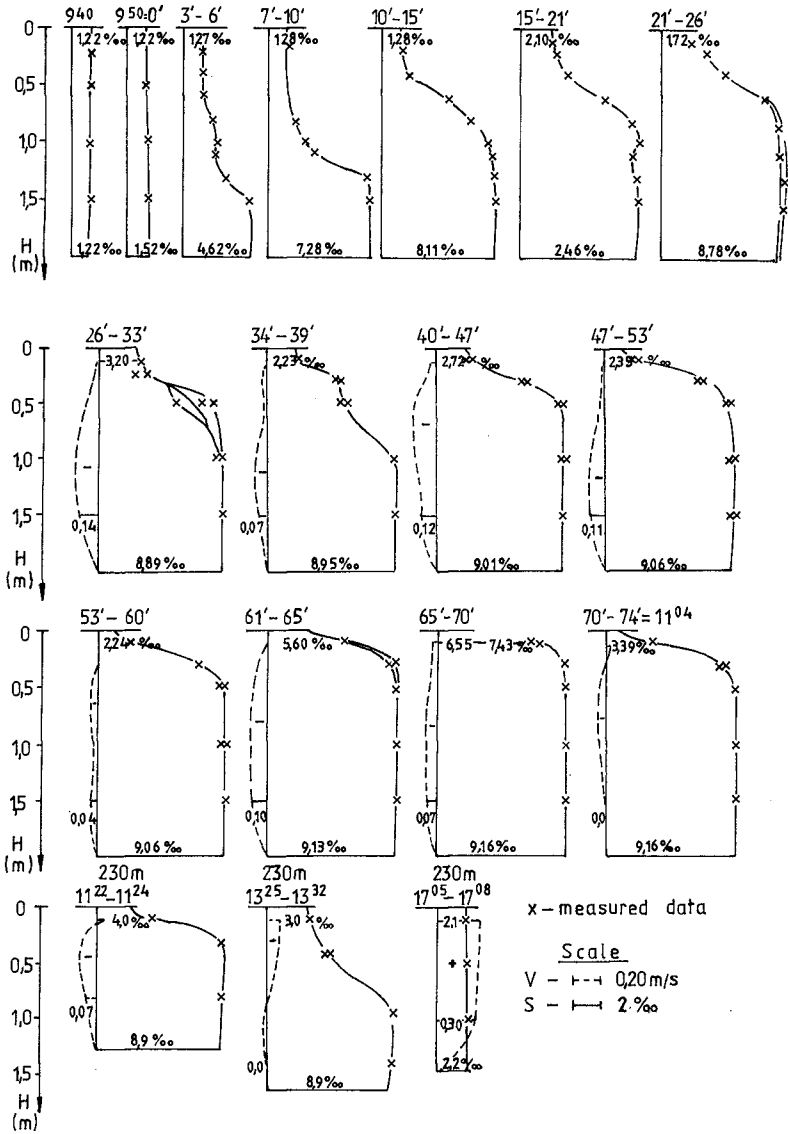 9⁴⁰ 9⁵⁰-0′ 3′-6′ 7′-10′ 10′-15′ 15′-21′ 21′-26′
0 1,22‰ 1,22‰ 1,27‰ 1,28‰ 1,28‰ 2,10 ‰ 1,72 ‰
0,5
1,0
1,5
H 1,22‰ 1,52‰ 4,62‰ 7,28‰ 8,11‰ 2,46‰ 8,78‰
(m)
26′-33′ 34′-39′ 40′-47′ 47′-53′
0 3,20 2,23 ‰ 2,72 ‰ 2,39 ‰
0,5
1,0
1,5
0,14 0,07 0,12 0,11
H 8,89‰ 8,95‰ 9,01‰ 9,06‰
(m)
53′-60′ 61′-65′ 65′-70′ 70′-74′=11⁰⁴
0 2,24 ‰ 5,60 ‰ 6,55 7,43‰ 3,39‰
0,5
1,0
1,5
0,04 0,10 0,07 0,0
H 9,06‰ 9,13‰ 9,16‰ 9,16‰
(m)
230m 230m
11²²-11²⁴ 13²⁵-13³² 17⁰⁵-17⁰⁸
0 4,0 ‰ 3,0 ‰ 2,1
x-measured data
0,5
Scale
V - 0,20 m/s
0,07 0,30
S - 2 ‰
1,0
8,9‰ 0,0 2,2‰
1,5 8,9‰
H
(m)